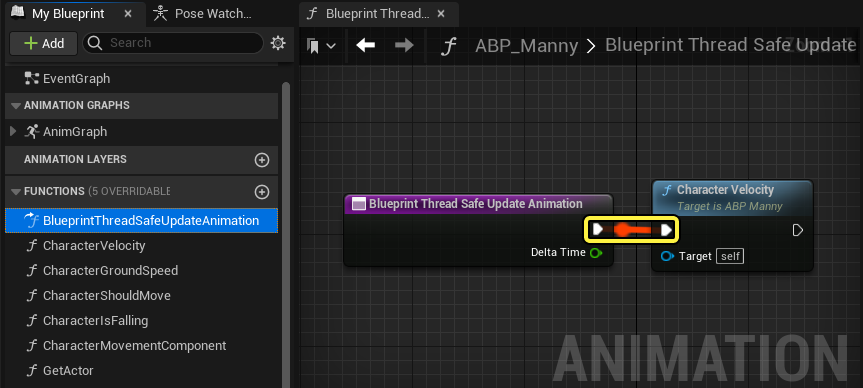 My Blueprint
Pose Watch...
Blueprint Thread...
Add
Search
ABP_Manny > Blueprint Thread Safe Update
EventGraph
ANIMATION GRAPHS
AnimGraph
ANIMATION LAYERS
FUNCTIONS (5 OVERRIDABLE
BlueprintThreadSafeUpdateAnimation
CharacterVelocity
CharacterGroundSpeed
CharacterShouldMove
CharacterIsFalling
CharacterMovementComponent
GetActor
Blueprint Thread Safe Update Animation
Delta Time
Character Velocity
Target is ABP Manny
Target self
ANIMATION